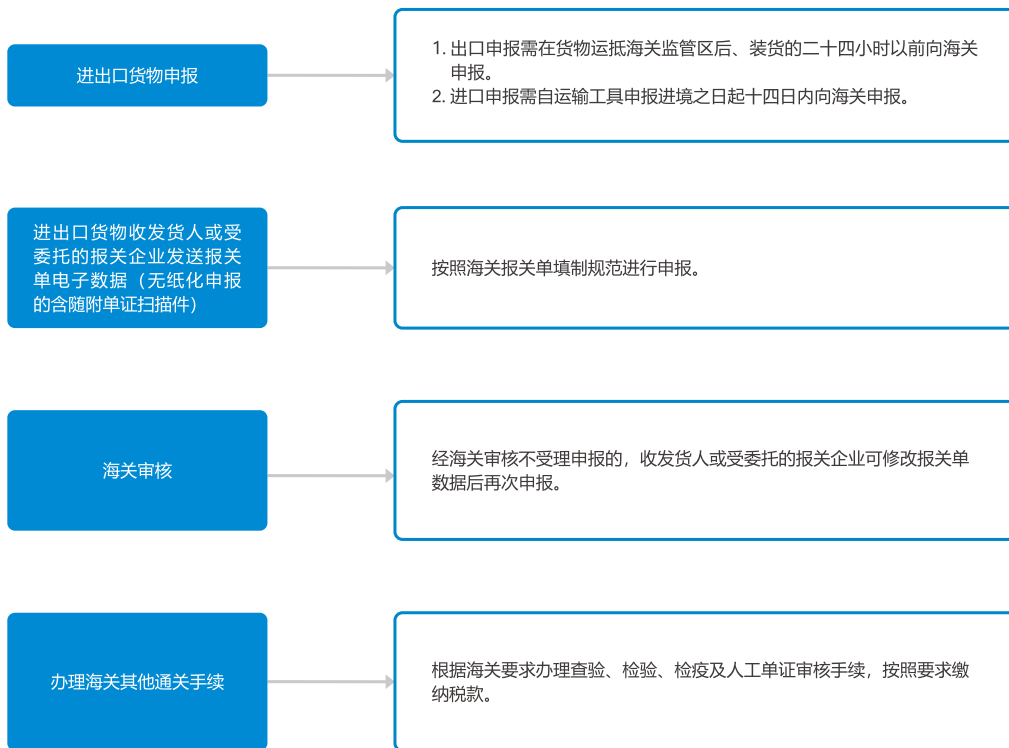 进出口货物申报
1. 出口申报需在货物运抵海关监管区后、装货的二十四小时以前向海关
申报。
2. 进口申报需自运输工具申报进境之日起十四日内向海关申报。
进出口货物收发货人或受
委托的报关企业发送报关
单电子数据（无纸化申报
的含随附单证扫描件）
按照海关报关单填制规范进行申报。
海关审核
经海关审核不受理申报的，收发货人或受委托的报关企业可修改报关单
数据后再次申报。
办理海关其他通关手续
根据海关要求办理查验、检验、检疫及人工单证审核手续，按照要求缴
纳税款。